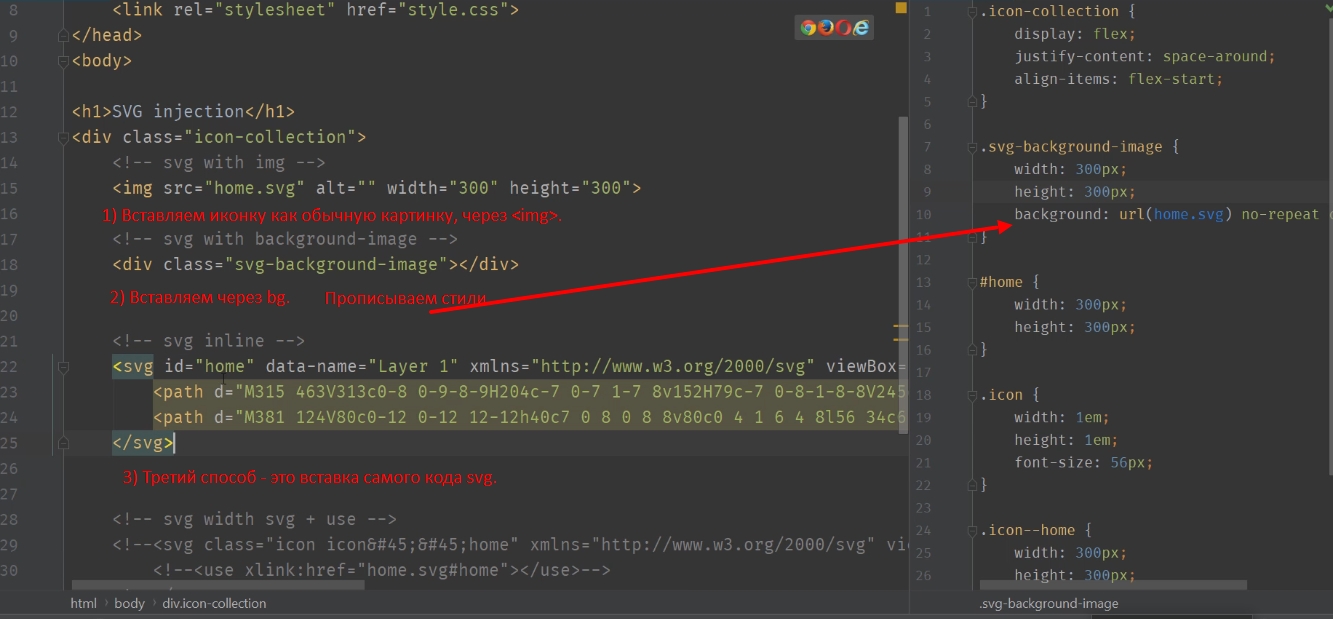 8 <link rel="stylesheet" href="style.css">
9 </head>
10 <body>
11
12 <h1>SVG injection</h1>
13 <div class="icon-collection">
14 <!-- svg with img -->
15 <img src="home.svg" alt="" width="300" height="300">
16 1) Вставляем иконку как обычную картинку, через <img>.
17 <!-- svg with background-image -->
18 <div class="svg-background-image"></div>
19 2) Вставляем через bg. Прописываем стили
20
21 <!-- svg inline -->
22 <svg id="home" data-name="Layer 1" xmlns="http://www.w3.org/2000/svg" viewBox=
23 <path d="M315 463V313c0-8 0-9-8-9H204c-7 0-7 1-7 8v152H79c-7 0-8-1-8-8V245
24 <path d="M381 124V80c0-12 0-12 12-12h40c7 0 8 0 8 8v80c0 4 1 6 4 8l56 34c6
25 </svg>
26 3) Третий способ - это вставка самого кода svg.
27
28 <!-- svg width svg + use -->
29 <!--<svg class="icon icon&#45;&#45;home" xmlns="http://www.w3.org/2000/svg" vi
30 <!--<use xlink:href="home.svg#home"></use>-->
html › body › div.icon-collection
1 .icon-collection {
2 display: flex;
3 justify-content: space-around;
4 align-items: flex-start;
5 }
6
7 .svg-background-image {
8 width: 300px;
9 height: 300px;
10 background: url(home.svg) no-repeat
11 }
12
13 #home {
14 width: 300px;
15 height: 300px;
16 }
17
18 .icon {
19 width: 1em;
20 height: 1em;
21 font-size: 56px;
22 }
23
24 .icon--home {
25 width: 300px;
26 height: 300px;
.svg-background-image